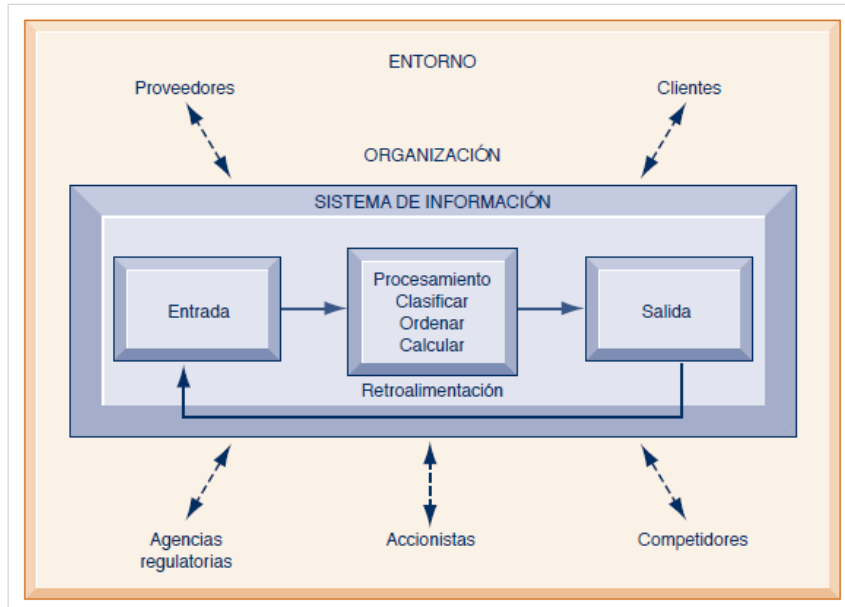 ENTORNO
Proveedores
Clientes
ORGANIZACIÓN
SISTEMA DE INFORMACIÓN
Entrada
Procesamiento
Clasificar
Ordenar
Calcular
Salida
Retroalimentación
Agencias
regulatorias
Accionistas
Competidores